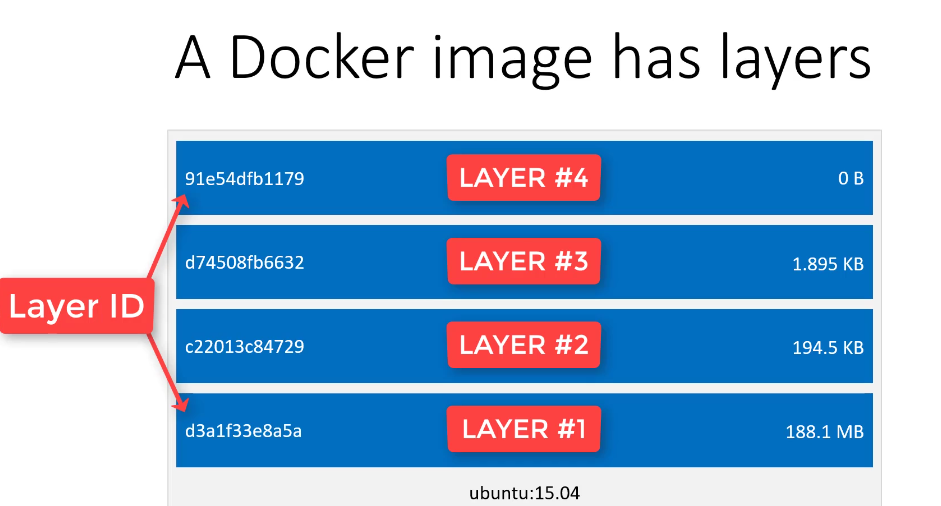 A Docker image has layers
91e54dfb1179 LAYER #4 0 B
d74508fb6632 LAYER #3 1.895 KB
Layer ID
c22013c84729 LAYER #2 194.5 KB
d3a1f33e8a5a LAYER #1 188.1 MB
ubuntu:15.04